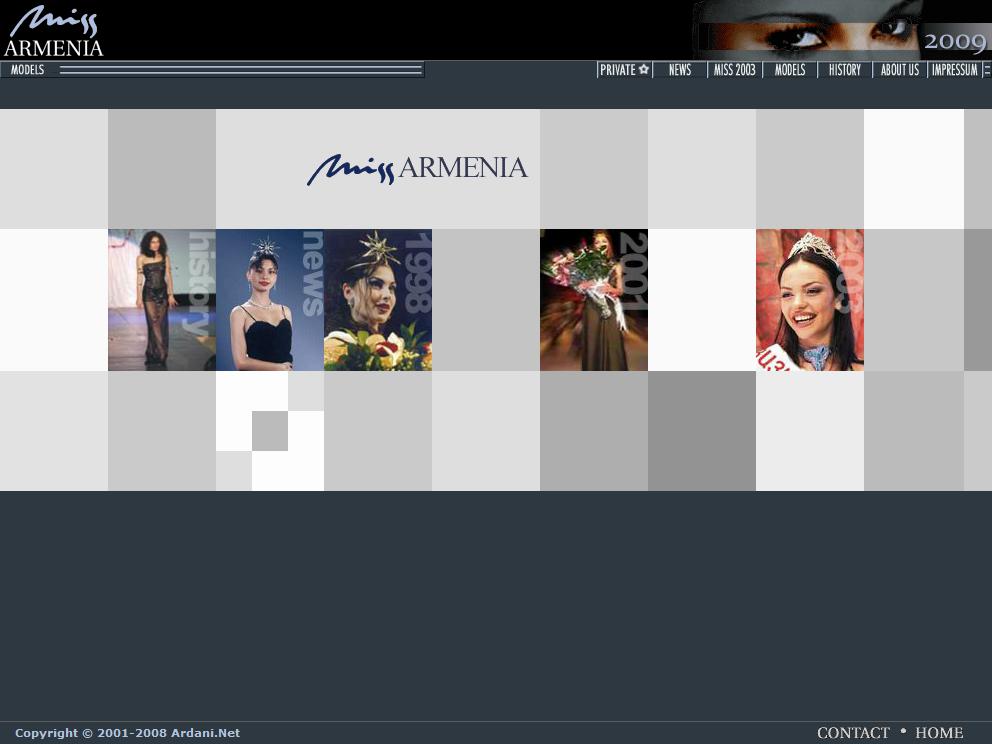 Miss
ARMENIA
2009
MODELS
PRIVATE NEWS MISS 2003 MODELS HISTORY ABOUT US IMPRESSUM
Miss ARMENIA
history
news
1998
2001
2003
Copyright © 2001-2008 Ardani.Net
CONTACT • HOME